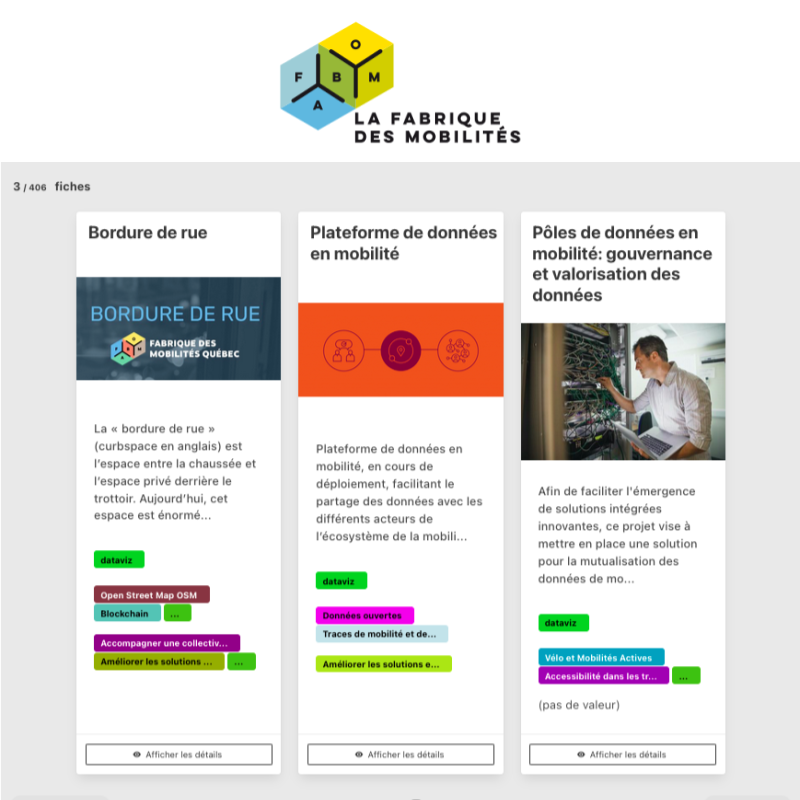 O
F B M
A
LA FABRIQUE
DES MOBILITÉS
3 / 406 fiches
Bordure de rue
BORDURE DE RUE
FABRIQUE DES
MOBILITÉS QUÉBEC
La « bordure de rue »
(curbspace en anglais) est
l'espace entre la chaussée et
l'espace privé derrière le
trottoir. Aujourd'hui, cet
espace est énormé...
dataviz
Open Street Map OSM
Blockchain
...
Accompagner une collectiv...
Améliorer les solutions ...
...
Afficher les détails
Plateforme de données
en mobilité
Plateforme de données en
mobilité, en cours de
déploiement, facilitant le
partage des données avec les
différents acteurs de
l'écosystème de la mobili...
dataviz
Données ouvertes
Traces de mobilité et de...
Améliorer les solutions e...
Afficher les détails
Pôles de données en
mobilité: gouvernance
et valorisation des
données
Afin de faciliter l'émergence
de solutions intégrées
innovantes, ce projet vise à
mettre en place une solution
pour la mutualisation des
données de mo...
dataviz
Vélo et Mobilités Actives
Accessibilité dans les tr...
...
(pas de valeur)
Afficher les détails